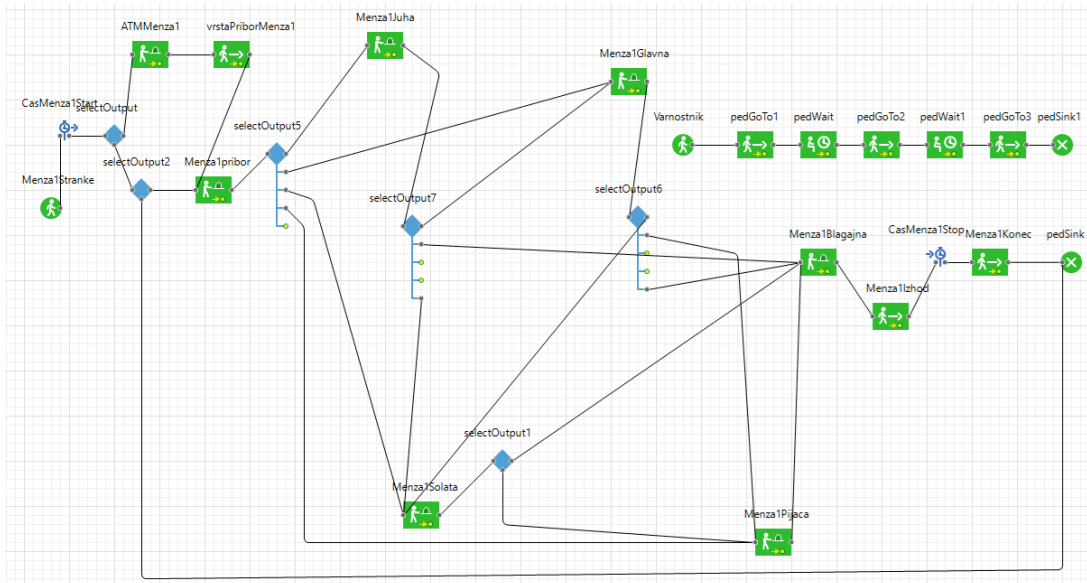 Menza1Juha
ATMMenza1
vrstaPriborMenza1
Menza1Glavna
CasMenza1Start
selectOutput
selectOutput5
Varnostnik
pedGoTo1
pedWait
pedGoTo2
pedWait1
pedGoTo3
pedSink1
selectOutput2
Menza1pribor
Menza1Stranke
selectOutput7
selectOutput6
Menza1Blagajna
CasMenza1Stop
Menza1Konec
pedSink
Menza1Izhod
selectOutput1
Menza1Solata
Menza1Pijaca